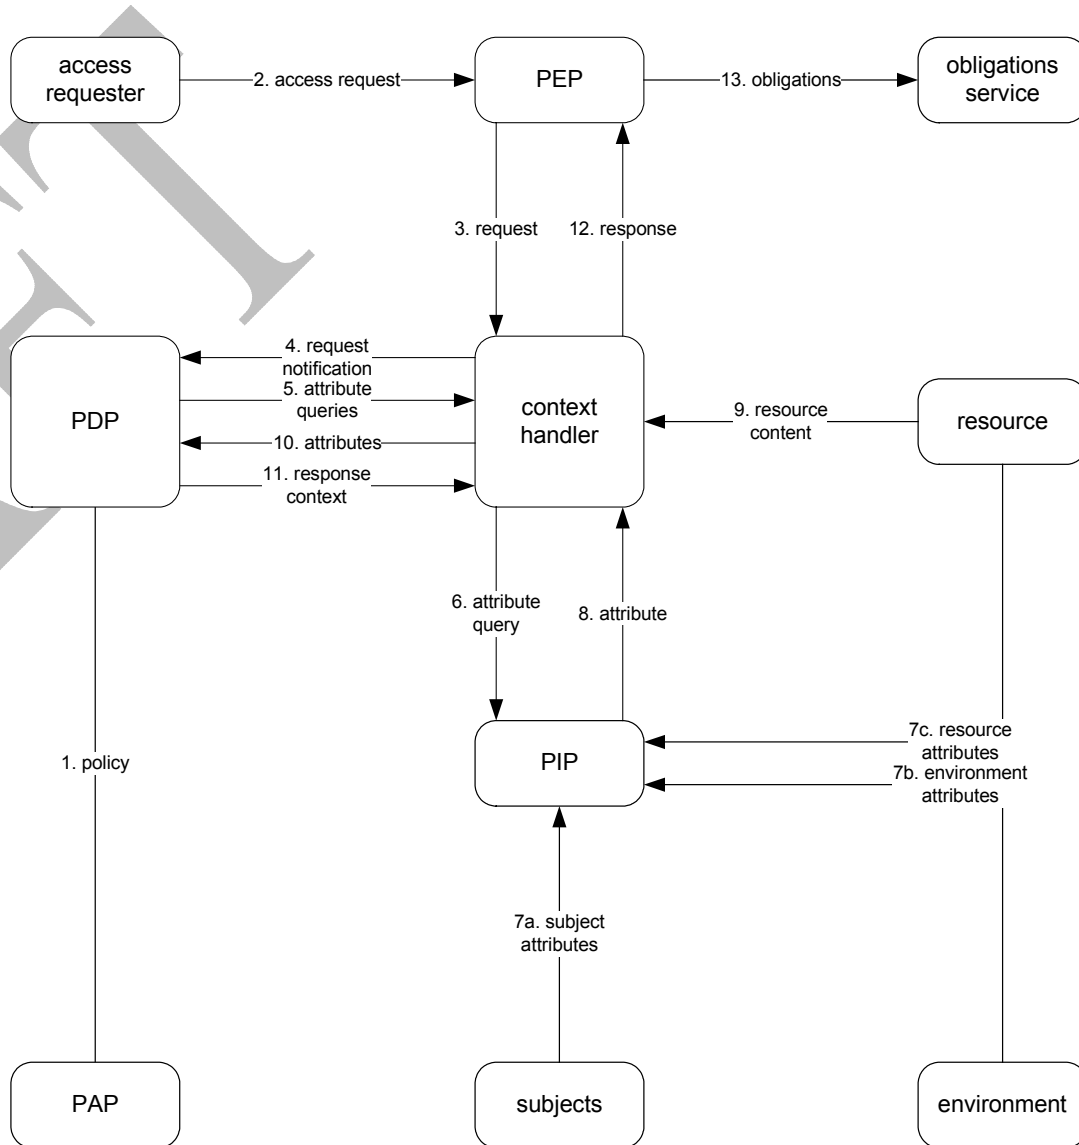 access
requester
2. access request
PEP
13. obligations
obligations
service
3. request
12. response
PDP
4. request
notification
5. attribute
queries
10. attributes
11. response
context
context
handler
9. resource
content
resource
6. attribute
query
8. attribute
1. policy
PIP
7c. resource
attributes
7b. environment
attributes
7a. subject
attributes
PAP
subjects
environment